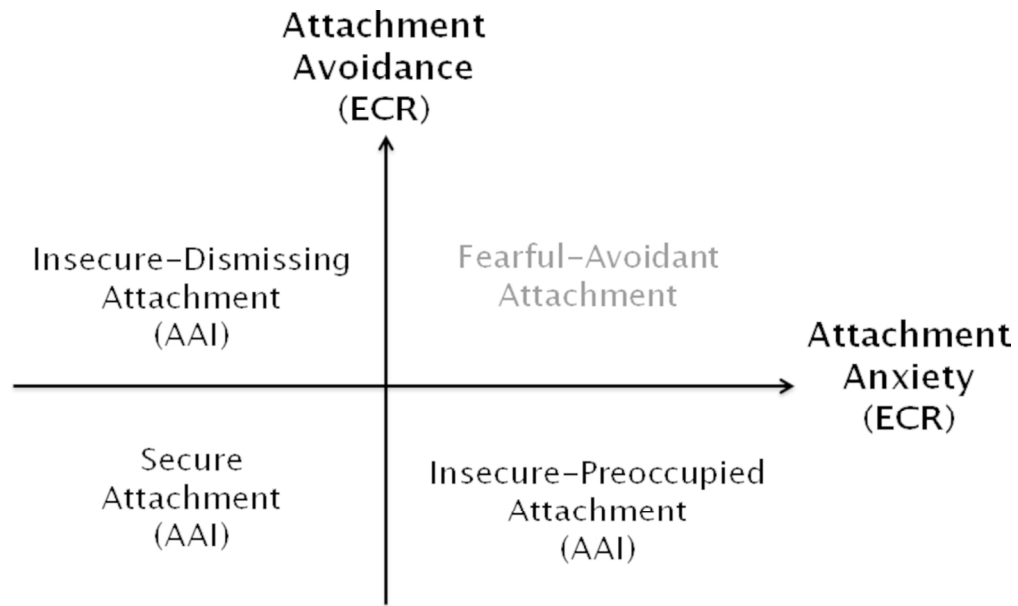 Attachment
Avoidance
(ECR)
Insecure-Dismissing
Attachment
(AAI)
Fearful-Avoidant
Attachment
Attachment
Anxiety
(ECR)
Secure
Attachment
(AAI)
Insecure-Preoccupied
Attachment
(AAI)